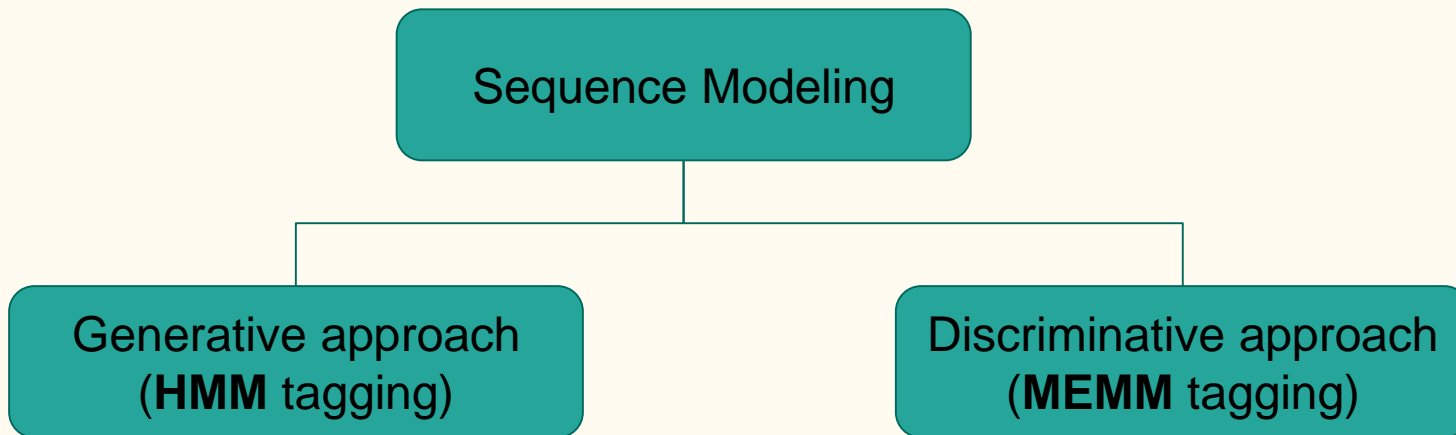 Sequence Modeling
Generative approach
(HMM tagging)
Discriminative approach
(MEMM tagging)